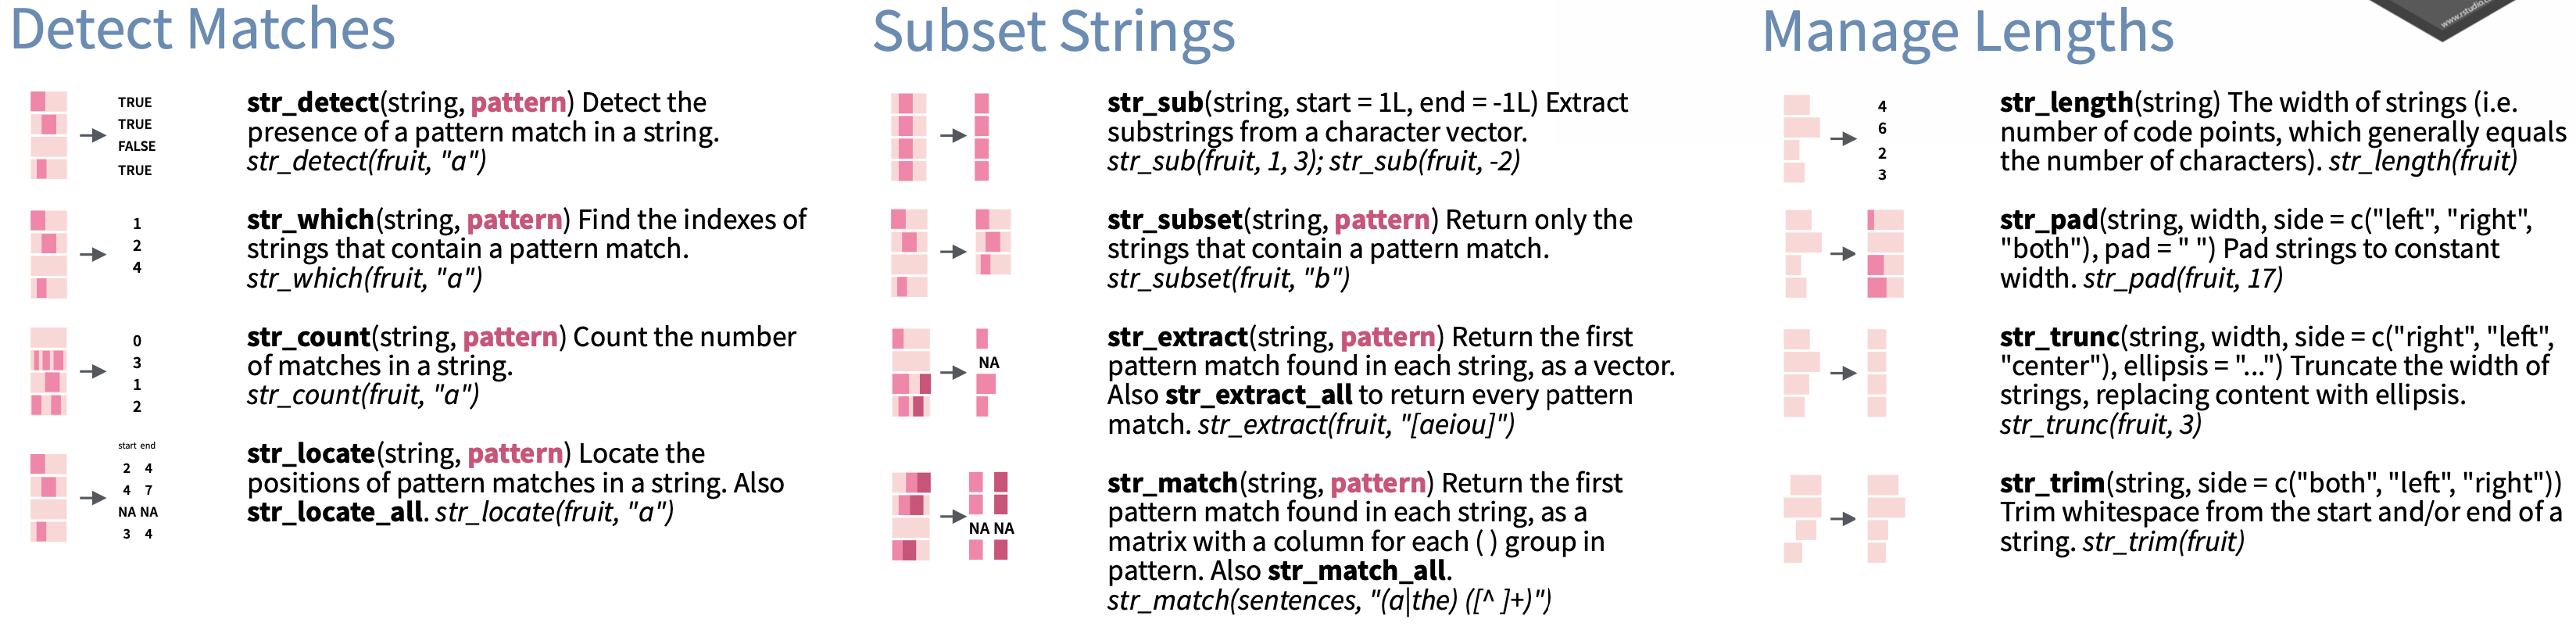 Detect Matches
TRUE
TRUE
FALSE
TRUE
str_detect(string, pattern) Detect the
presence of a pattern match in a string.
str_detect(fruit, "a")
1
2
4
str_which(string, pattern) Find the indexes of
strings that contain a pattern match.
str_which(fruit, "a")
0
3
1
2
str_count(string, pattern) Count the number
of matches in a string.
str_count(fruit, "a")
start end
2 4
4 7
NA NA
3 4
str_locate(string, pattern) Locate the
positions of pattern matches in a string. Also
str_locate_all. str_locate(fruit, "a")
Subset Strings
str_sub(string, start = 1L, end = -1L) Extract
substrings from a character vector.
str_sub(fruit, 1, 3); str_sub(fruit, -2)
str_subset(string, pattern) Return only the
strings that contain a pattern match.
str_subset(fruit, "b")
NA
str_extract(string, pattern) Return the first
pattern match found in each string, as a vector.
Also str_extract_all to return every pattern
match. str_extract(fruit, "[aeiou]")
NA NA
str_match(string, pattern) Return the first
pattern match found in each string, as a
matrix with a column for each ( ) group in
pattern. Also str_match_all.
str_match(sentences, "(a|the) ([^ ]+)")
Manage Lengths
4
6
2
3
str_length(string) The width of strings (i.e.
number of code points, which generally equals
the number of characters). str_length(fruit)
str_pad(string, width, side = c("left", "right",
"both"), pad = " ") Pad strings to constant
width. str_pad(fruit, 17)
str_trunc(string, width, side = c("right", "left",
"center"), ellipsis = "...") Truncate the width of
strings, replacing content with ellipsis.
str_trunc(fruit, 3)
str_trim(string, side = c("both", "left", "right"))
Trim whitespace from the start and/or end of a
string. str_trim(fruit)